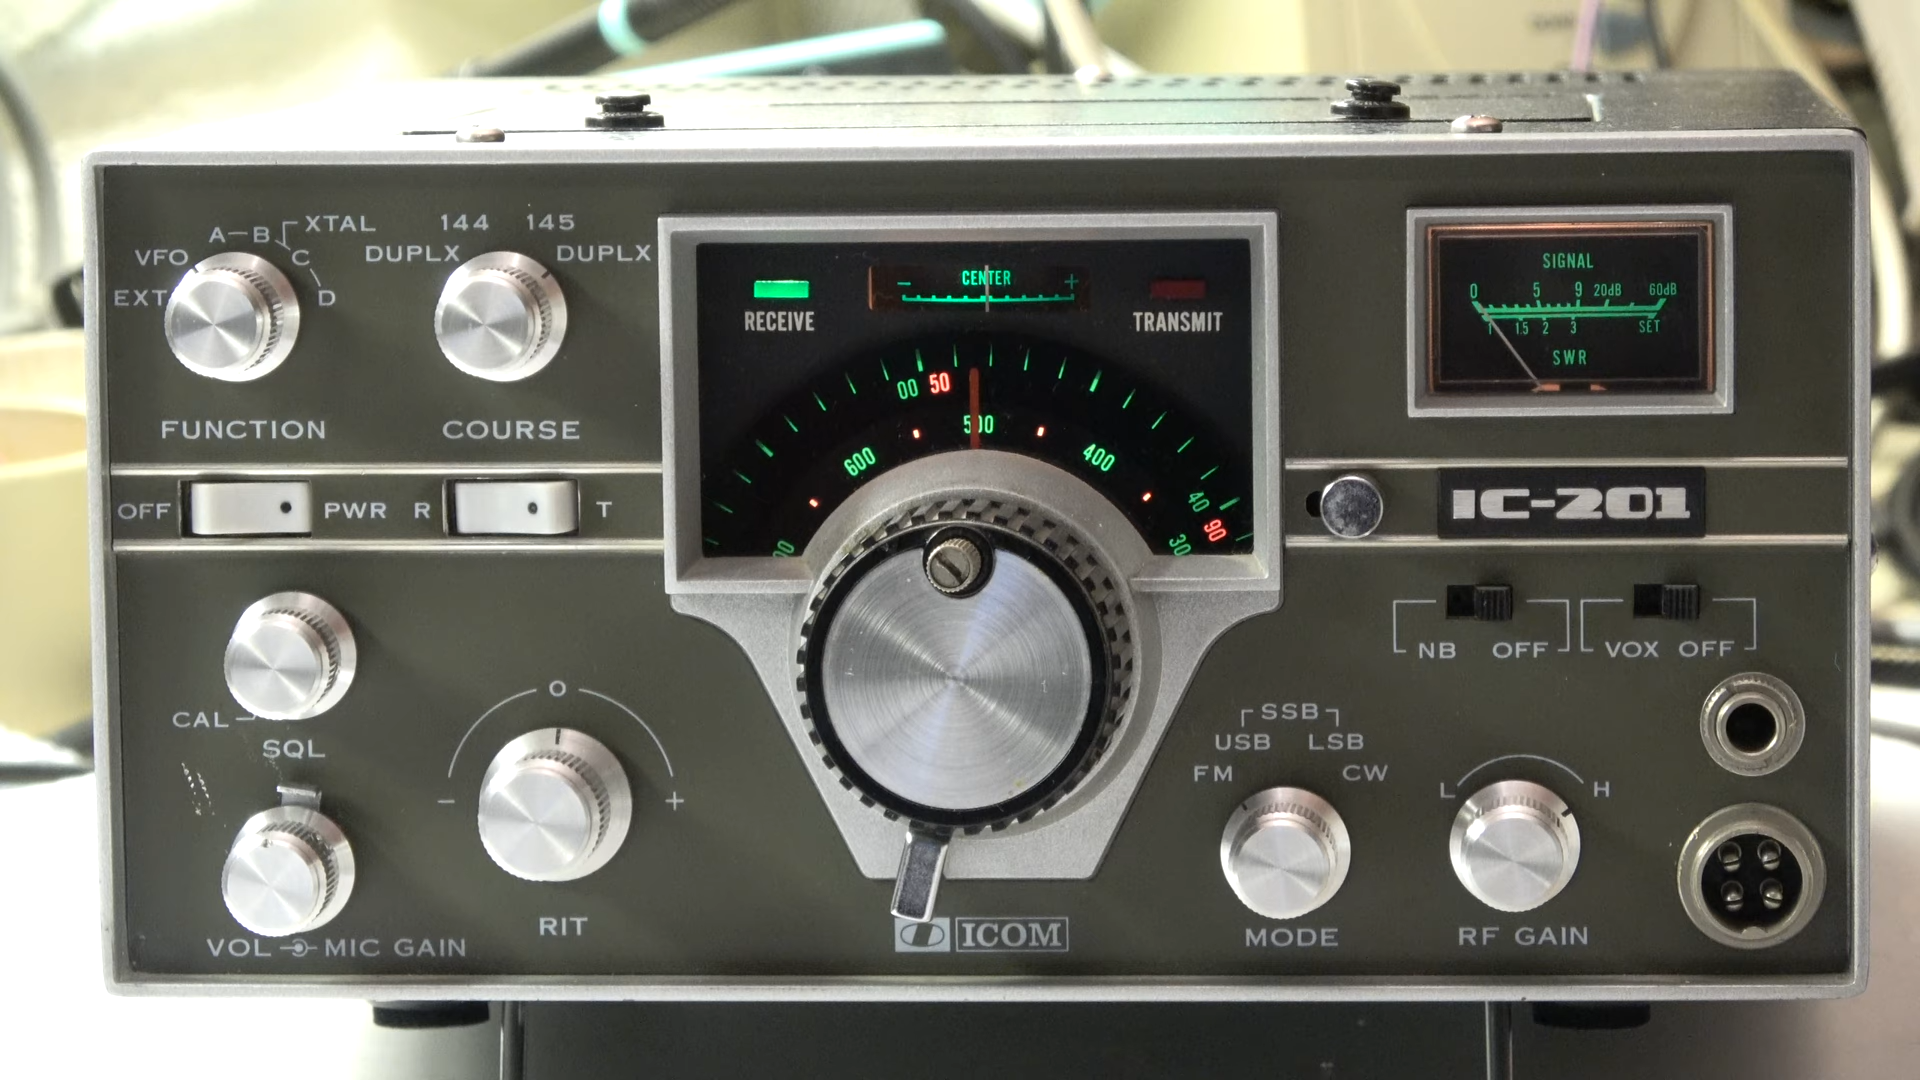 XTAL
A B C D
VFO
EXT
FUNCTION
144 145
DUPLX DUPLX
COURSE
RECEIVE
- CENTER +
TRANSMIT
00 50
600 500 400
40 90
30
SIGNAL
0 5 9 20dB 60dB
1 1.5 2 3 SET
SWR
OFF PWR
R T
IC-201
NB OFF
VOX OFF
CAL
SQL
VOL MIC GAIN
- 0 +
RIT
ICOM
SSB
USB LSB
FM CW
MODE
L H
RF GAIN